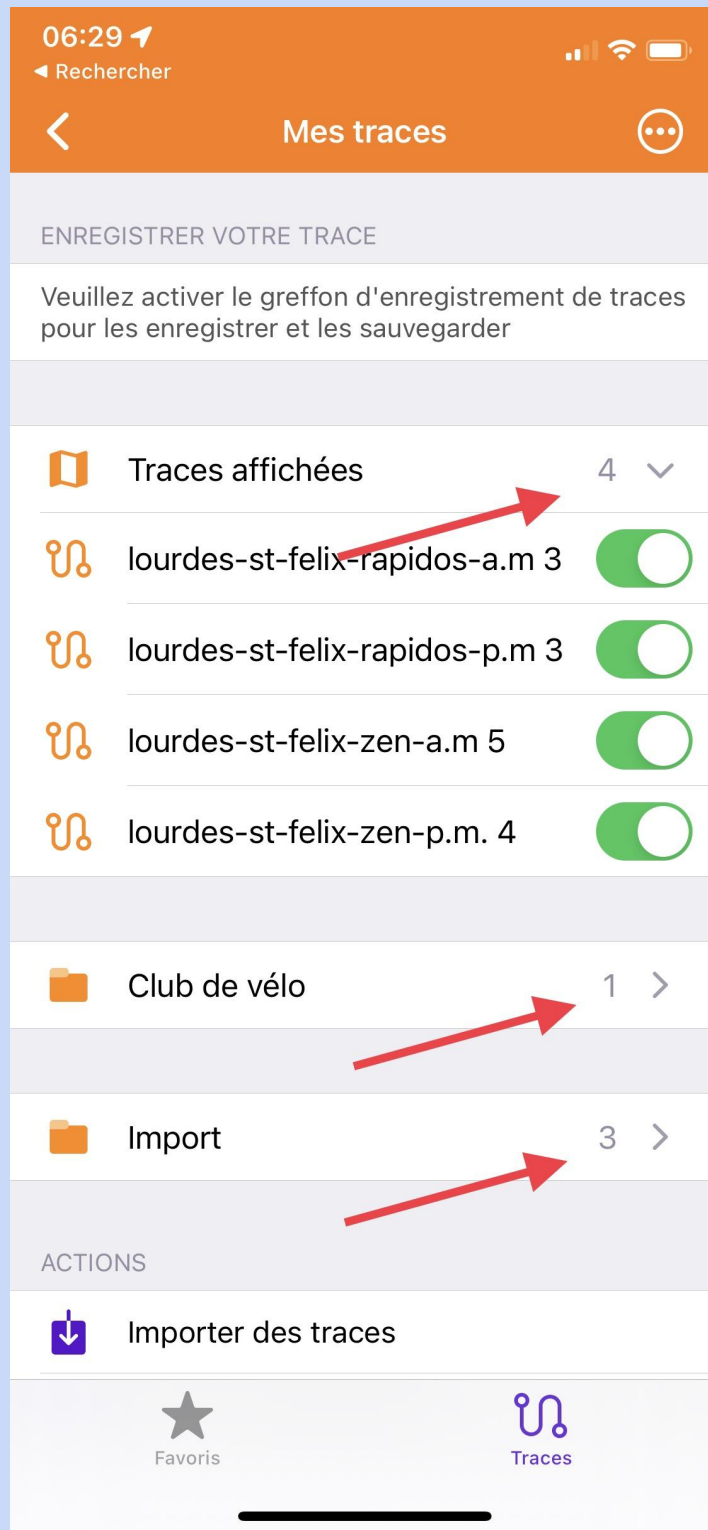 06:29
◀ Rechercher
Mes traces
ENREGISTRER VOTRE TRACE
Veuillez activer le greffon d'enregistrement de traces
pour les enregistrer et les sauvegarder
Traces affichées 4
lourdes-st-felix-rapidos-a.m 3
lourdes-st-felix-rapidos-p.m 3
lourdes-st-felix-zen-a.m 5
lourdes-st-felix-zen-p.m. 4
Club de vélo 1
Import 3
ACTIONS
Importer des traces
Favoris Traces